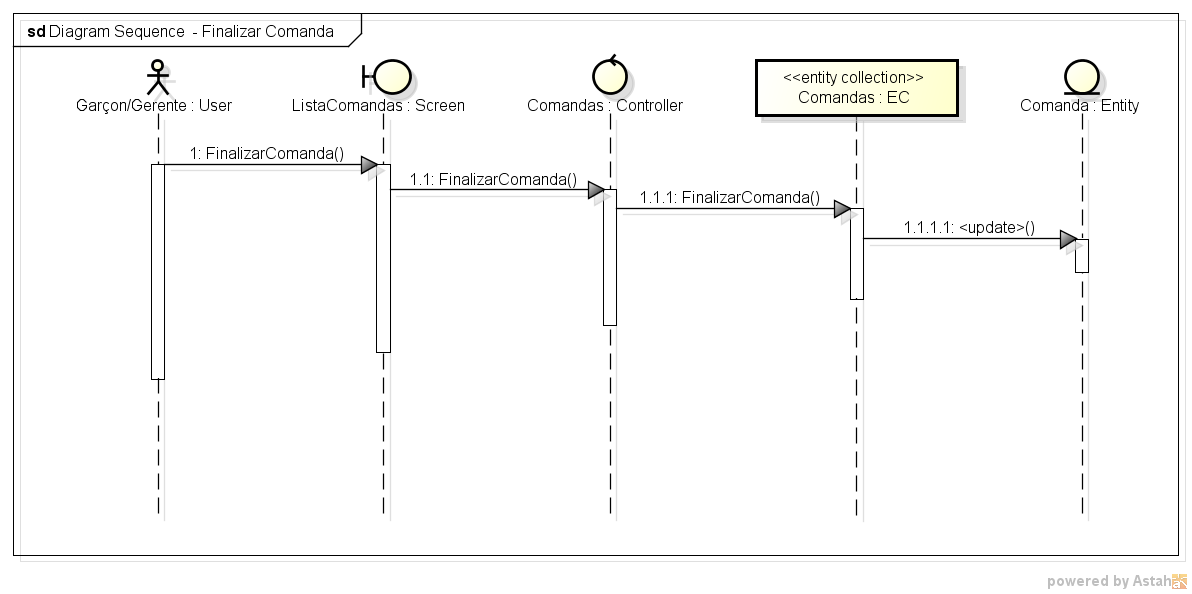 sd Diagram Sequence - Finalizar Comanda
Garçon/Gerente : User
ListaComandas : Screen
Comandas : Controller
<<entity collection>>
Comandas : EC
Comanda : Entity
1: FinalizarComanda()
1.1: FinalizarComanda()
1.1.1: FinalizarComanda()
1.1.1.1: <update>()
powered by Astah